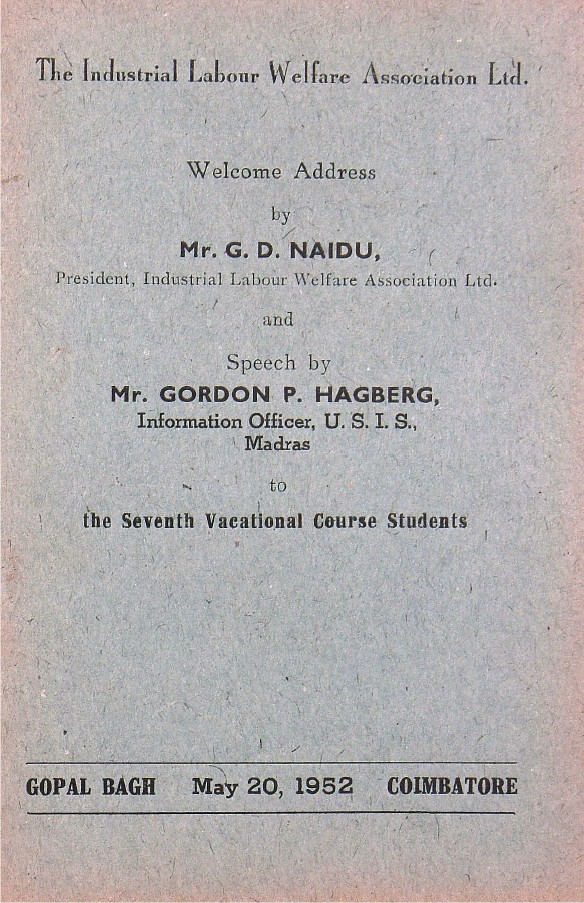 The Industrial Labour Welfare Association Ltd.
Welcome Address
by
Mr. G. D. NAIDU,
President, Industrial Labour Welfare Association Ltd.
and
Speech by
Mr. GORDON P. HAGBERG,
Information Officer, U. S. I. S.,
Madras
to
the Seventh Vacational Course Students
GOPAL BAGH May 20, 1952 COIMBATORE